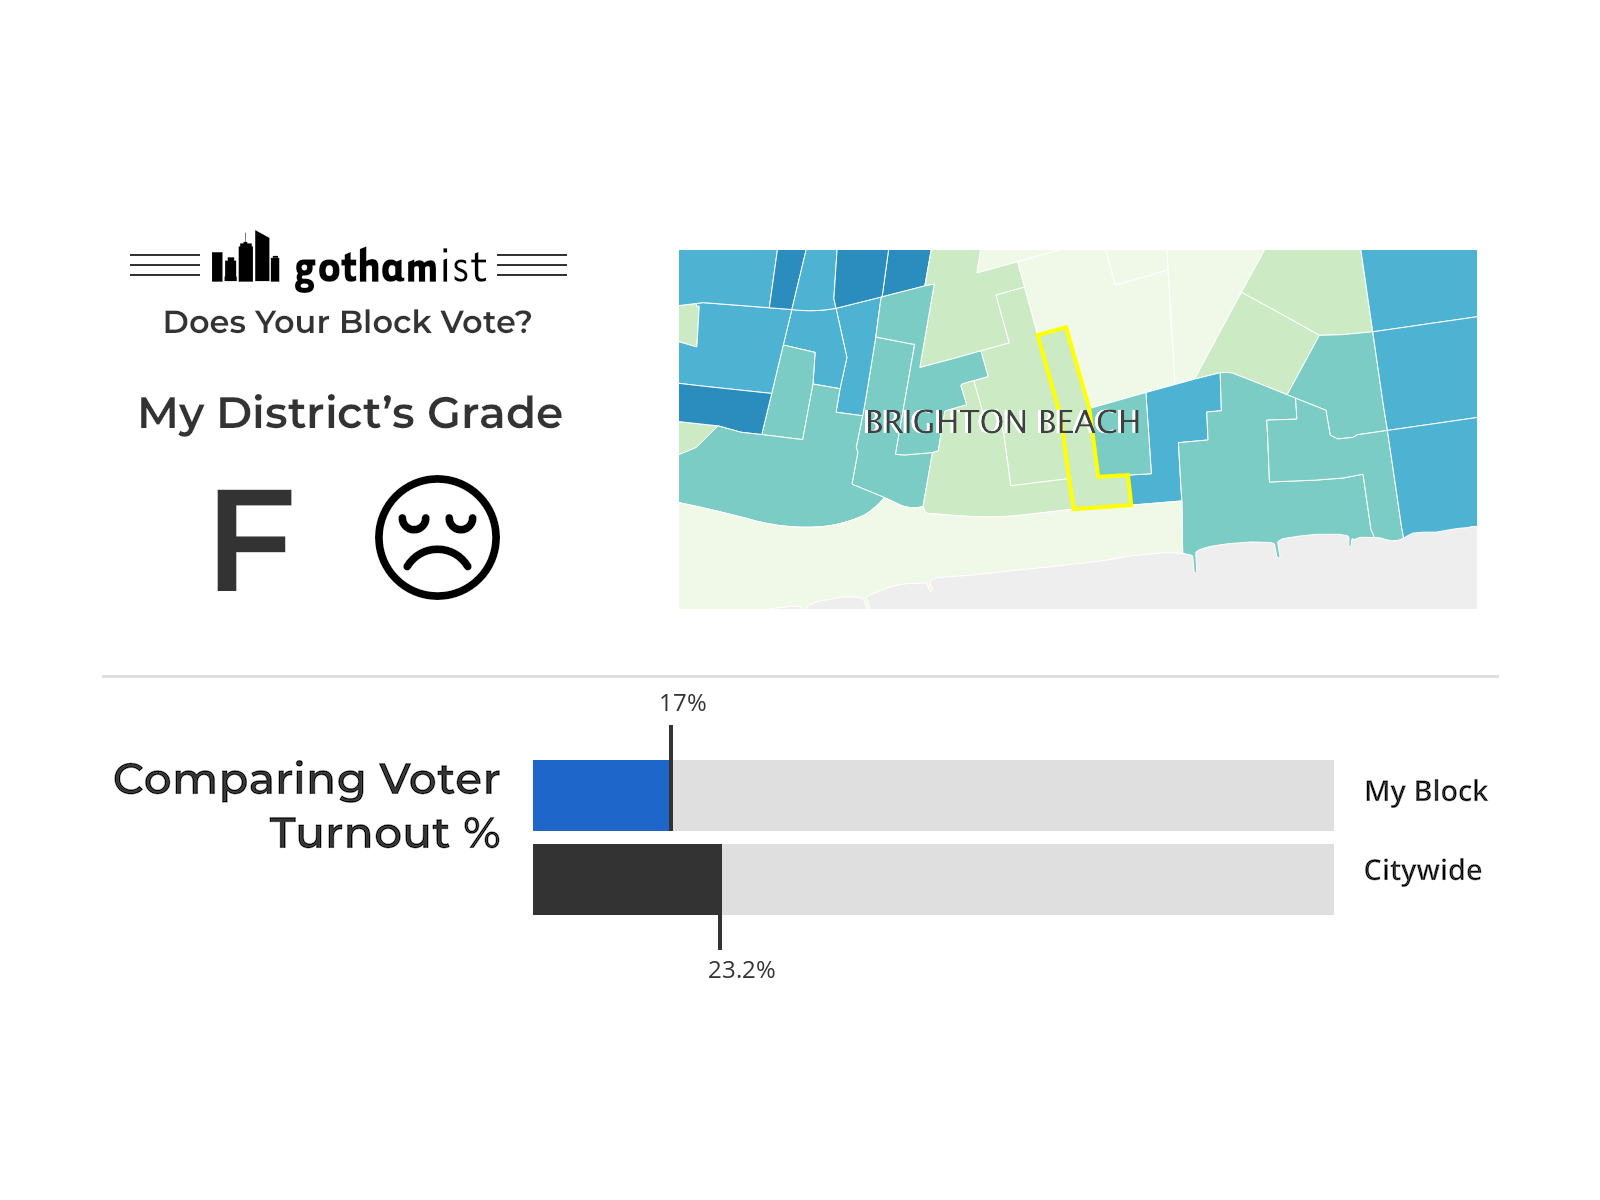 gothamist
Does Your Block Vote?
My District’s Grade
F
BRIGHTON BEACH
17%
Comparing Voter
Turnout %
My Block
Citywide
23.2%